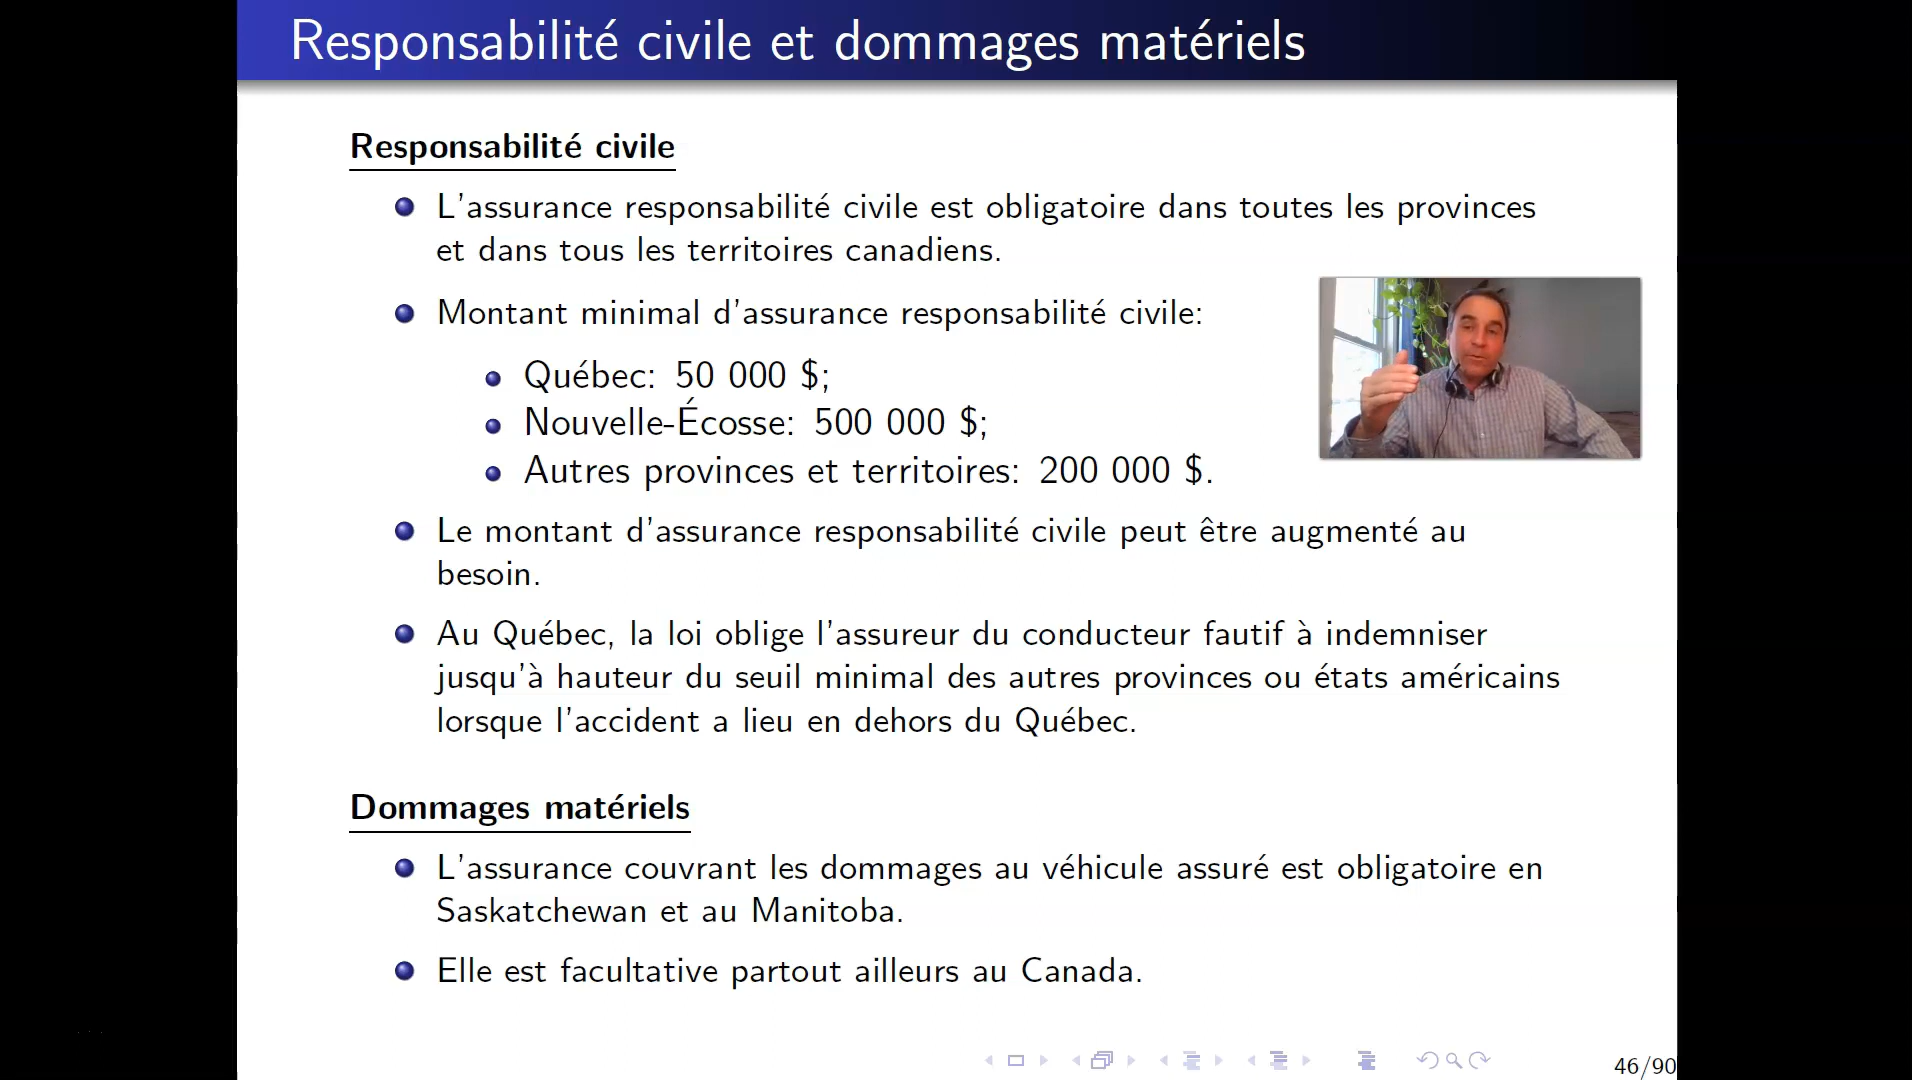 Responsabilité civile et dommages matériels
Responsabilité civile
L'assurance responsabilité civile est obligatoire dans toutes les provinces
et dans tous les territoires canadiens.
Montant minimal d'assurance responsabilité civile:
Québec: 50 000 $;
Nouvelle-Écosse: 500 000 $;
Autres provinces et territoires: 200 000 $.
Le montant d'assurance responsabilité civile peut être augmenté au
besoin.
Au Québec, la loi oblige l'assureur du conducteur fautif à indemniser
jusqu'à hauteur du seuil minimal des autres provinces ou états américains
lorsque l'accident a lieu en dehors du Québec.
Dommages matériels
L'assurance couvrant les dommages au véhicule assuré est obligatoire en
Saskatchewan et au Manitoba.
Elle est facultative partout ailleurs au Canada.
46/90